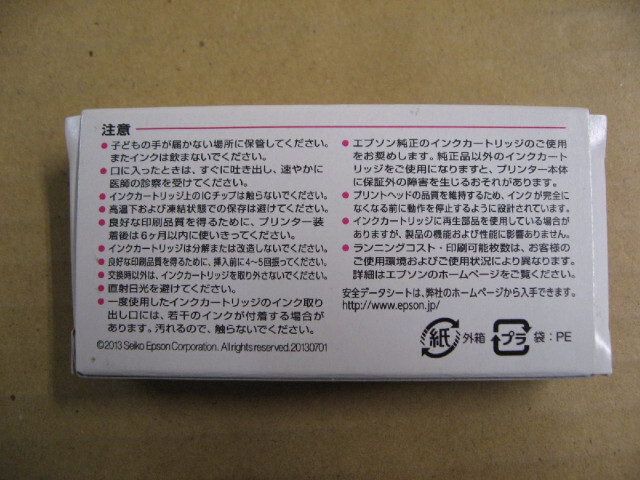 注意
● 子どもの手が届かない場所に保管してください。
またインクは飲まないでください。
● 口に入ったときは、すぐに吐き出し、速やかに
医師の診察を受けてください。
● インクカートリッジ上のICチップは触らないでください。
● 高温下および凍結状態での保存は避けてください。
● 良好な印刷品質を得るために、プリンター装
着後は6ヶ月以内に使いきってください。
● インクカートリッジは分解または改造しないでください。
● 良好な印刷品質を得るために、挿入前に4〜5回振ってください。
● 交換時以外は、インクカートリッジを取り外さないでください。
● 直射日光を避けてください。
● 一度使用したインクカートリッジのインク取り
出し口には、若干のインクが付着する場合が
あります。汚れるので、触らないでください。
©2013 Seiko Epson Corporation. All rights reserved. 20130701
● エプソン純正のインクカートリッジのご使用
をお奨めします。純正品以外のインクカート
リッジをご使用になりますと、プリンター本体
に保証外の障害を生じるおそれがあります。
● プリントヘッドの品質を維持するため、インクが完全に
なくなる前に動作を停止するように設計されています。
● インクカートリッジに再生部品を使用している場合が
ありますが、製品の機能および性能に影響ありません。
● ランニングコスト・印刷可能枚数は、お客様の
ご使用環境およびご使用状況により異なります。
詳細はエプソンのホームページをご覧ください。
安全データシートは、弊社のホームページから入手できます。
http://www.epson.jp/
紙 外箱 プラ 袋：PE